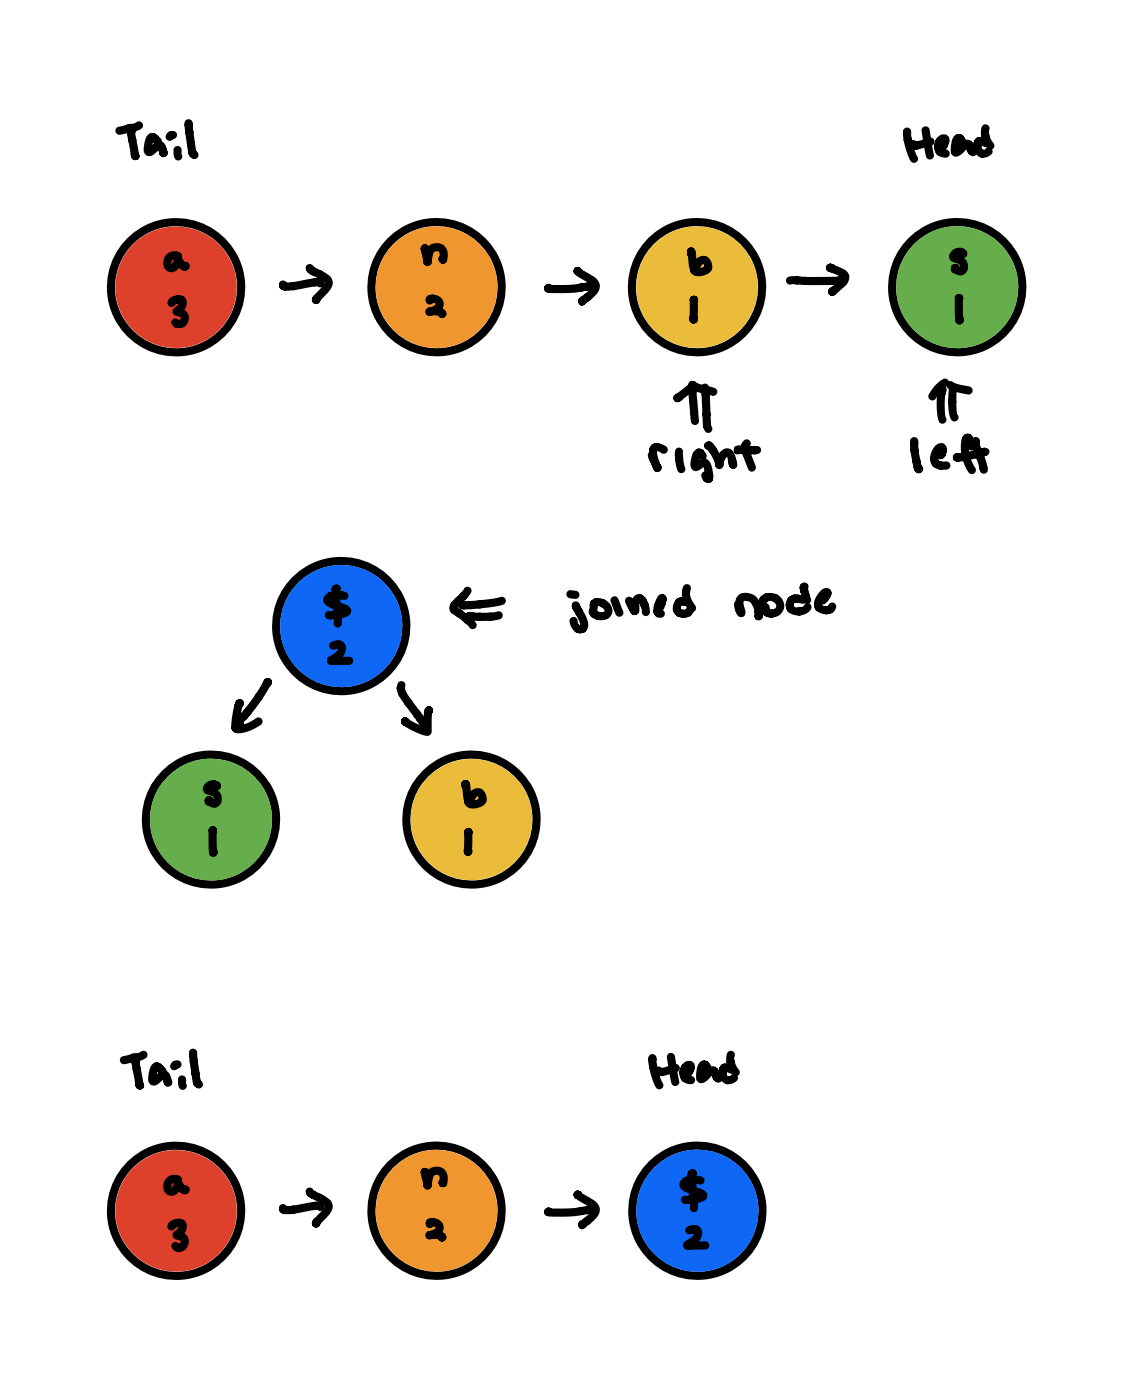 Tail Head
a n b s
3 2 1 1
right left
$
2
joined node
s b
1 1
Tail Head
a n $
3 2 2